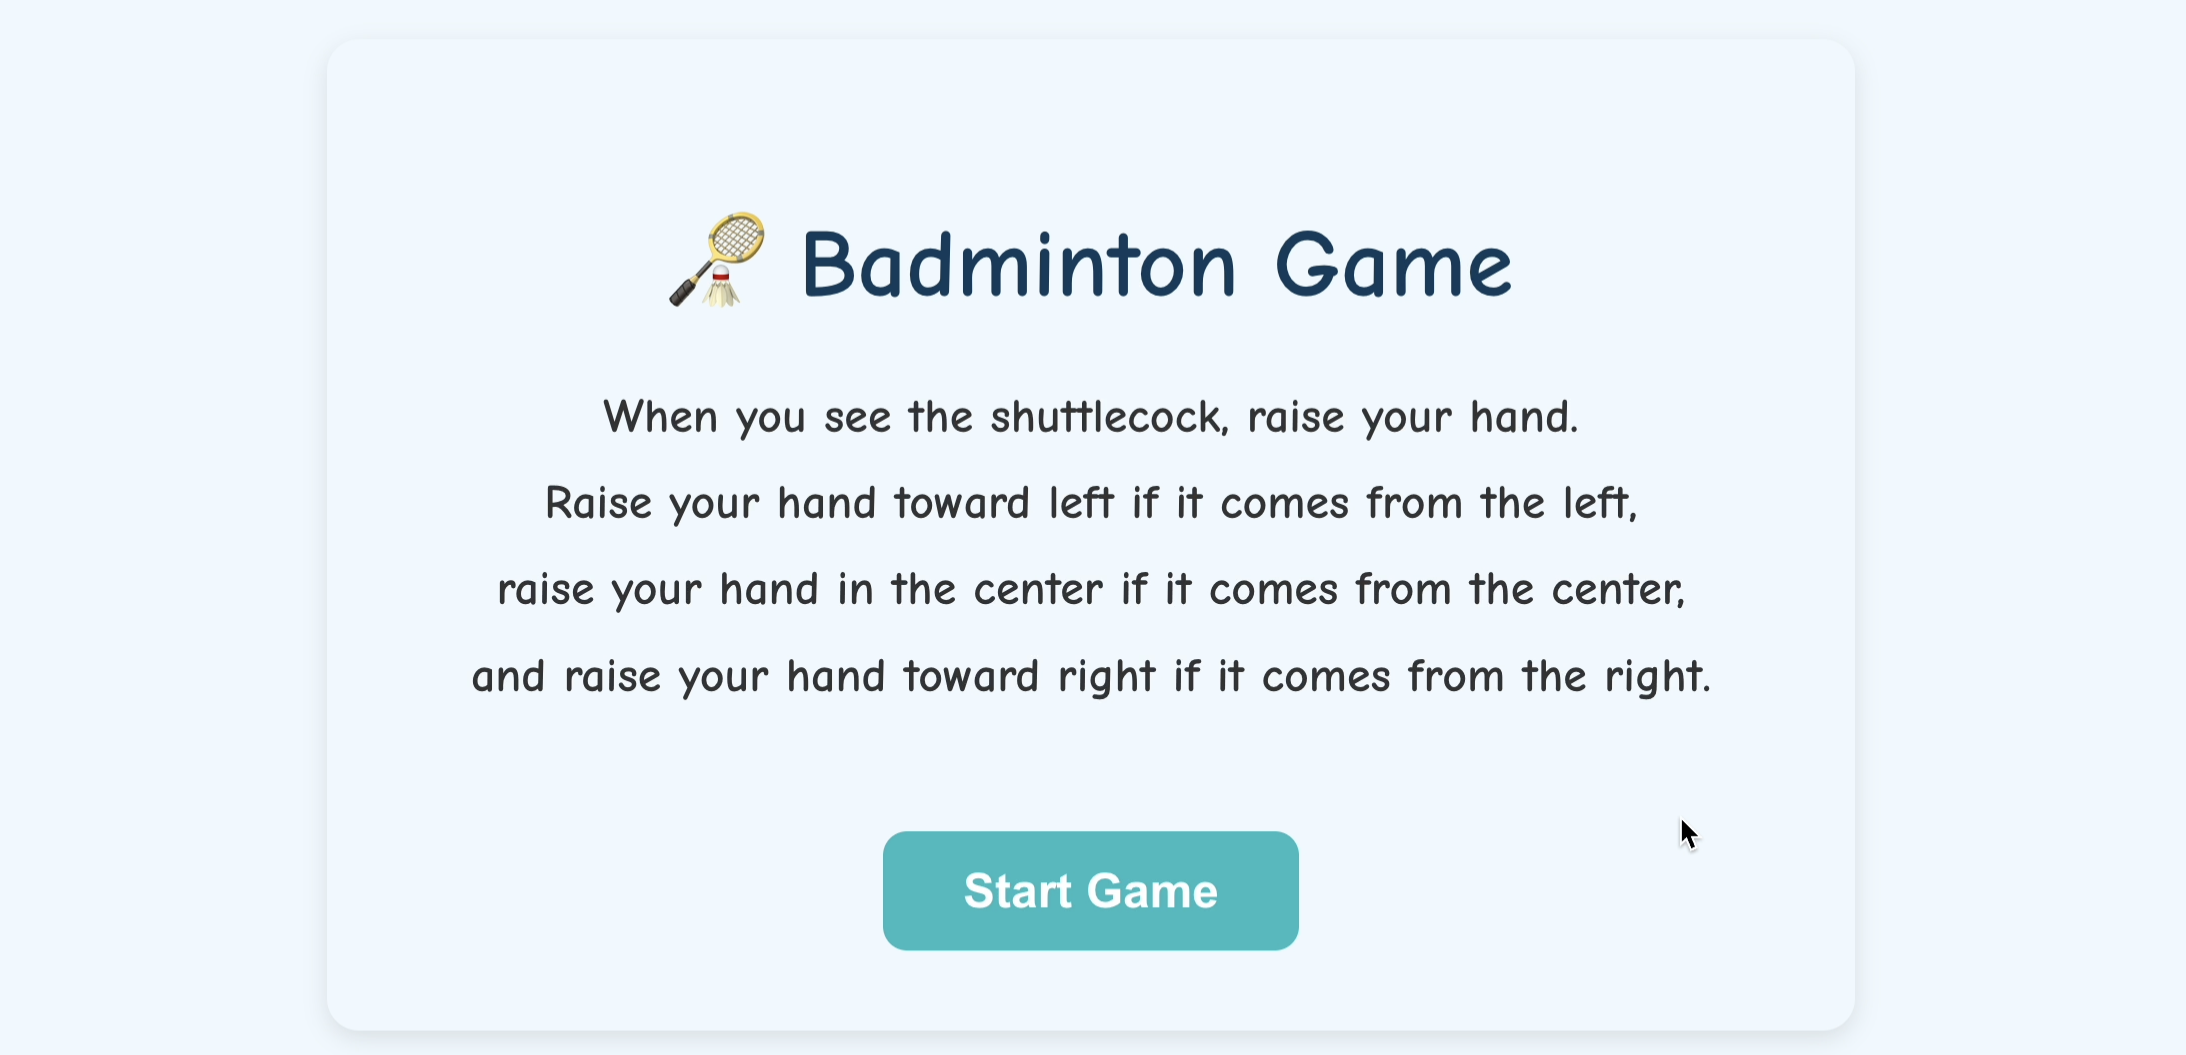 Badminton Game
When you see the shuttlecock, raise your hand.
Raise your hand toward left if it comes from the left,
raise your hand in the center if it comes from the center,
and raise your hand toward right if it comes from the right.
Start Game